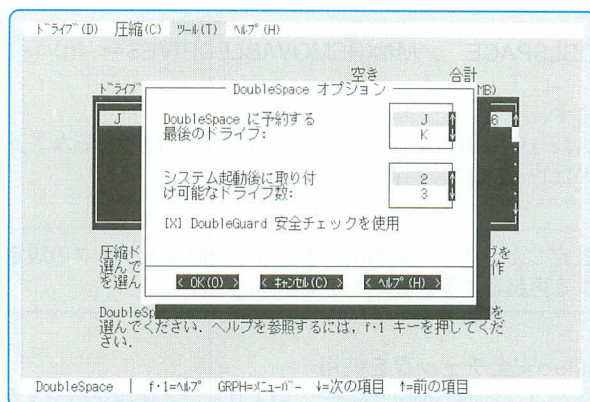 ﾄﾞﾗｲﾌﾞ(D) 圧縮(C) ﾂｰﾙ(T) ﾍﾙﾌﾟ(H)
空き 合計
ﾄﾞﾗｲﾌﾞ MB)
DoubleSpace オプション
J 6
DoubleSpace に予約する
最後のドライブ:
J
K
システム起動後に取り付
け可能なドライブ数:
2
3
[X] DoubleGuard 安全チェックを使用
< OK(O) > < ｷｬﾝｾﾙ(C) > < ﾍﾙﾌﾟ(H) >
圧縮ド ブを
選んで 作
を選ん
DoubleSp を
選んでください. ヘルプを参照するには, f･1 キーを押してくだ
さい.
DoubleSpace | f･1=ﾍﾙﾌﾟ GRPH=ﾒﾆｭｰﾊﾞｰ ↓=次の項目 ↑=前の項目